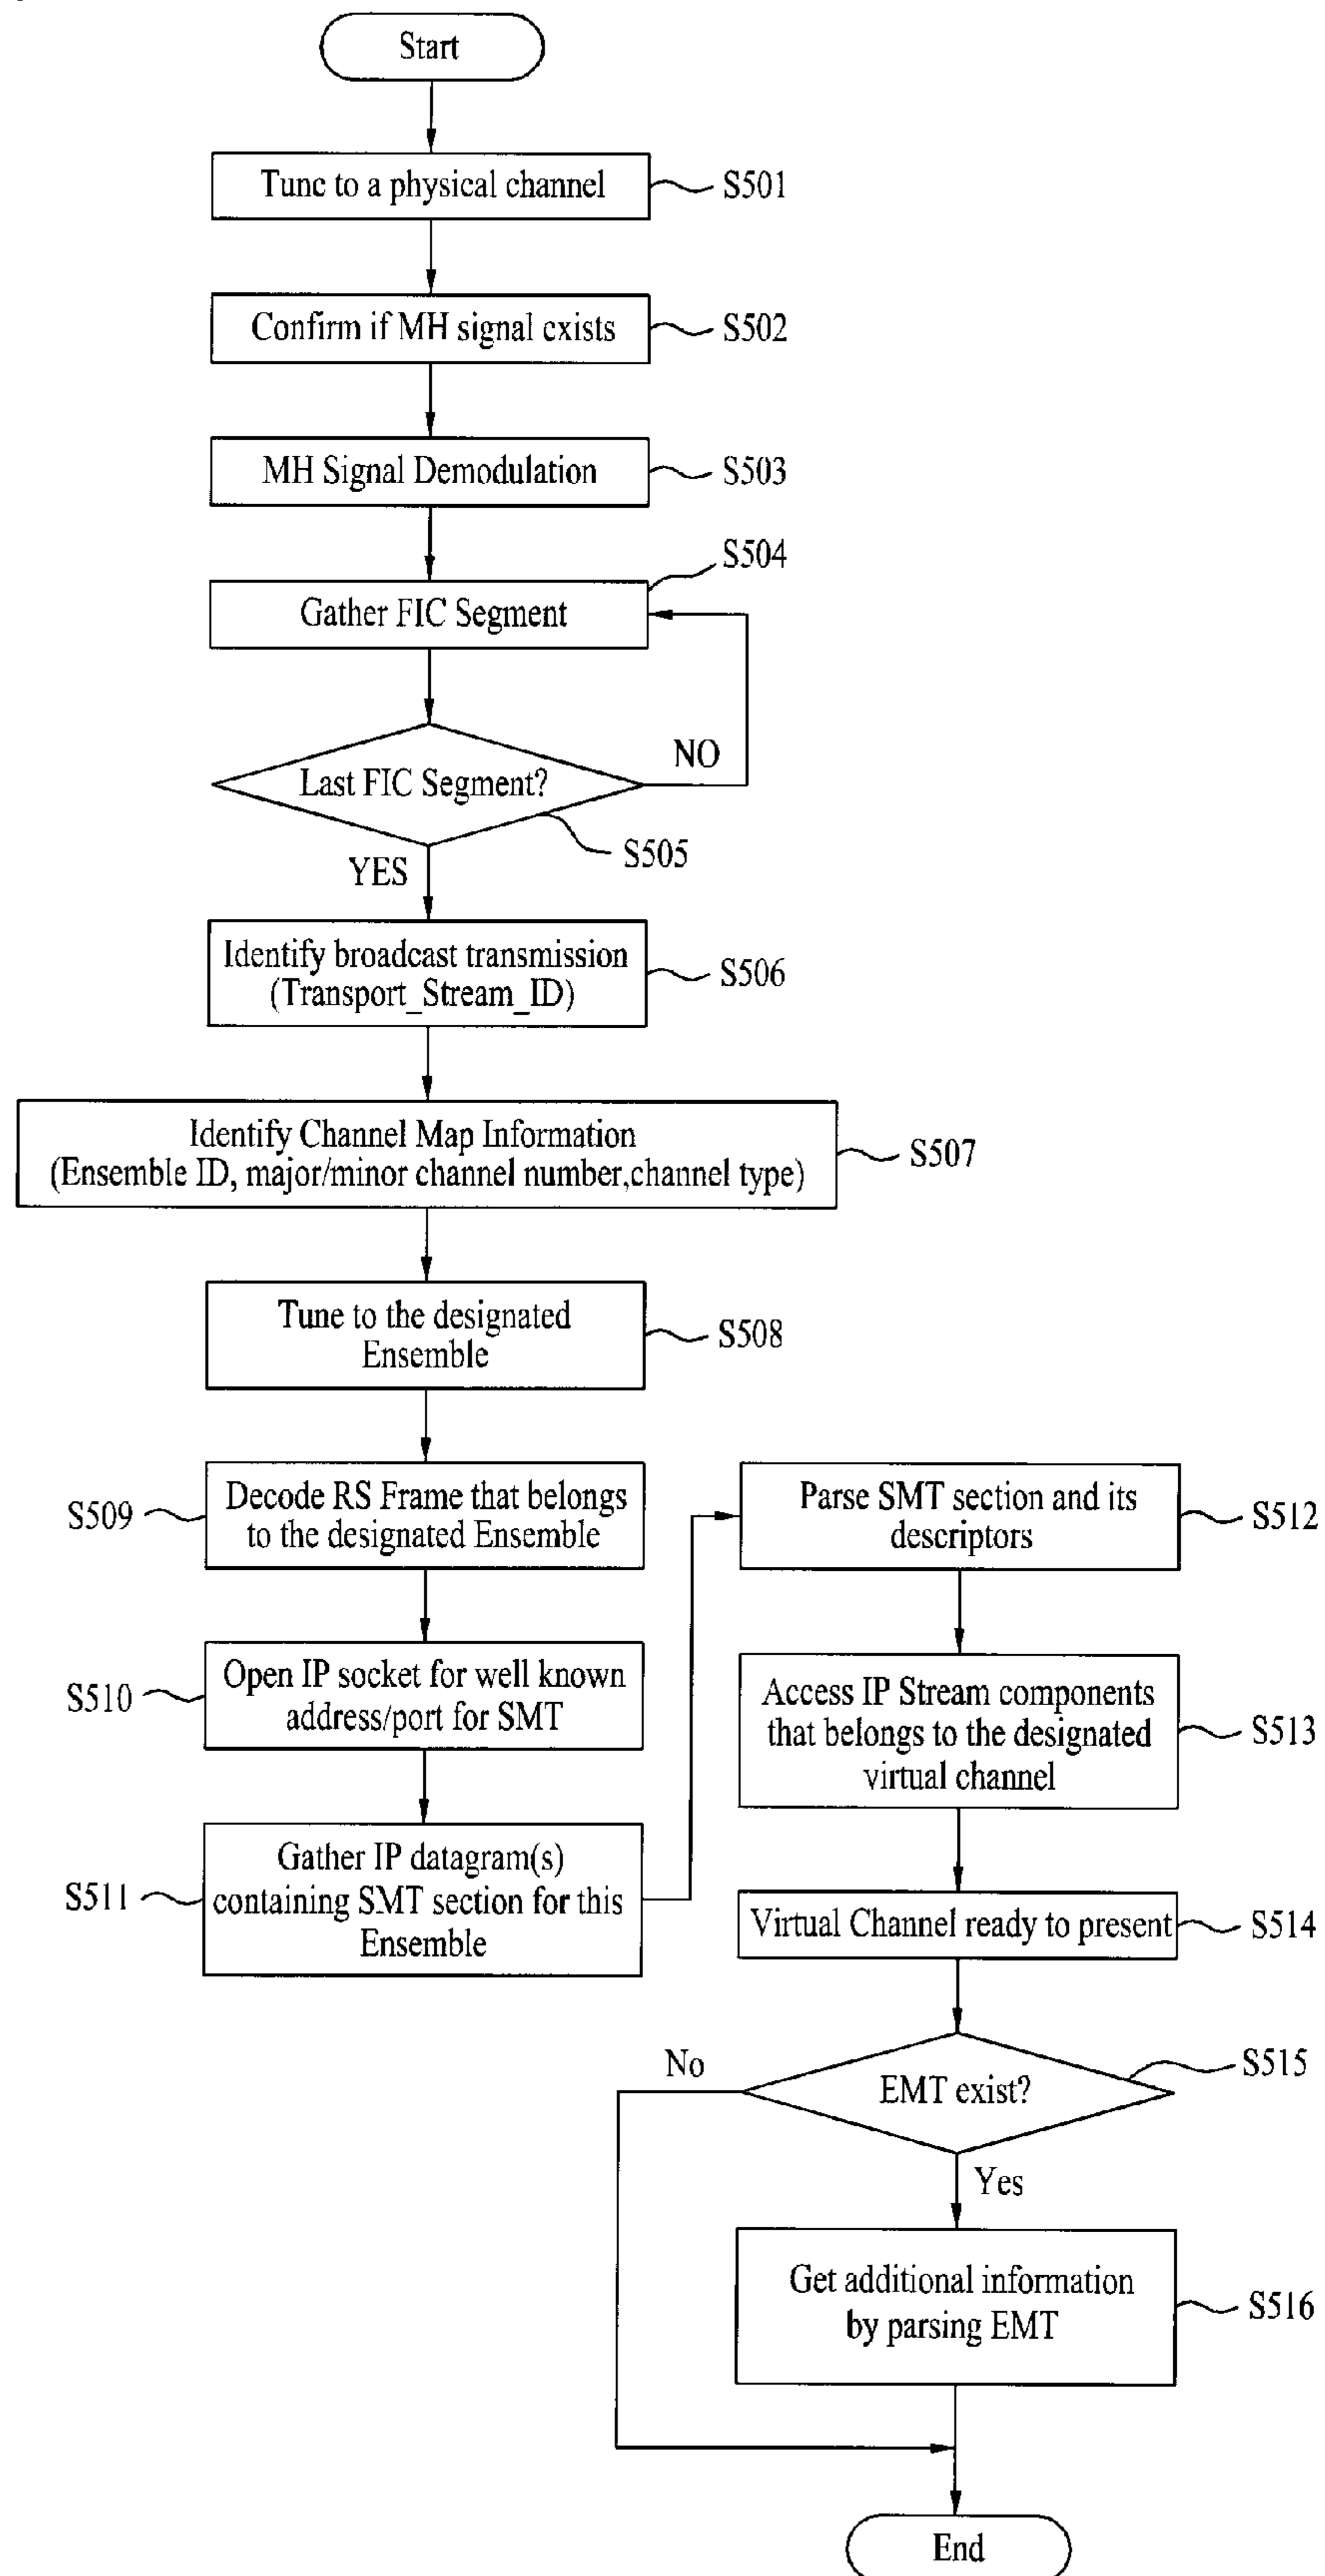 Start
Tune to a physical channel
S501
Confirm if MH signal exists
S502
MH Signal Demodulation
S503
S504
Gather FIC Segment
NO
Last FIC Segment?
S505
YES
Identify broadcast transmission
(Transport_Stream_ID)
S506
Identify Channel Map Information
(Ensemble ID, major/minor channel number,channel type)
S507
Tune to the designated
Ensemble
S508
S509
Decode RS Frame that belongs
to the designated Ensemble
S510
Open IP socket for well known
address/port for SMT
S511
Gather IP datagram(s)
containing SMT section for this
Ensemble
Parse SMT section and its
descriptors
S512
Access IP Stream components
that belongs to the designated
virtual channel
S513
Virtual Channel ready to present
S514
No
EMT exist?
S515
Yes
Get additional information
by parsing EMT
S516
End